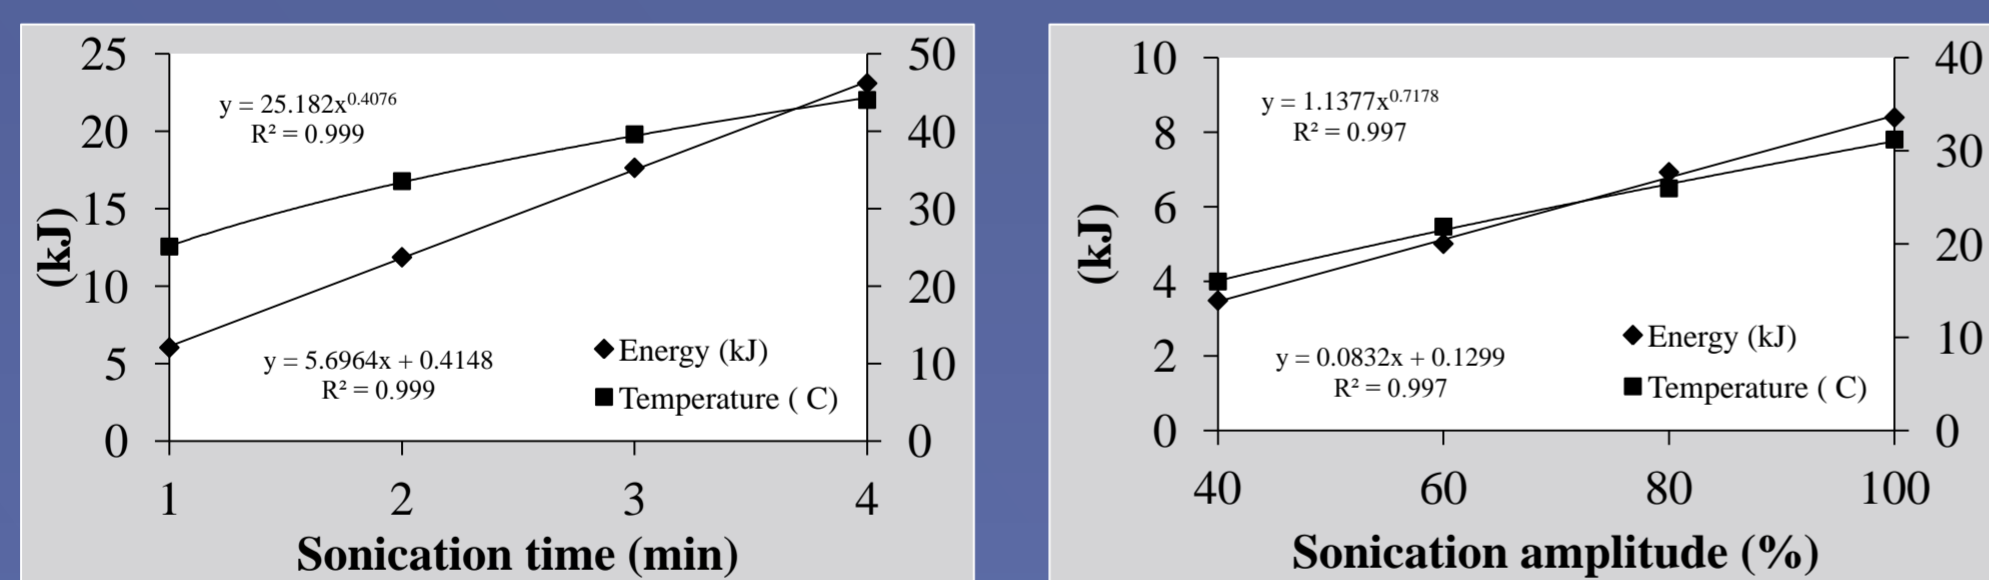 25
20
15
10
5
0
(kJ)
50
40
30
20
10
0
y = 25.182x^0.4076
R² = 0.999
y = 5.6964x + 0.4148
R² = 0.999
Energy (kJ)
Temperature ( C)
1 2 3 4
Sonication time (min)
10
8
6
4
2
0
(kJ)
40
30
20
10
0
y = 1.1377x^0.7178
R² = 0.997
y = 0.0832x + 0.1299
R² = 0.997
Energy (kJ)
Temperature ( C)
40 60 80 100
Sonication amplitude (%)